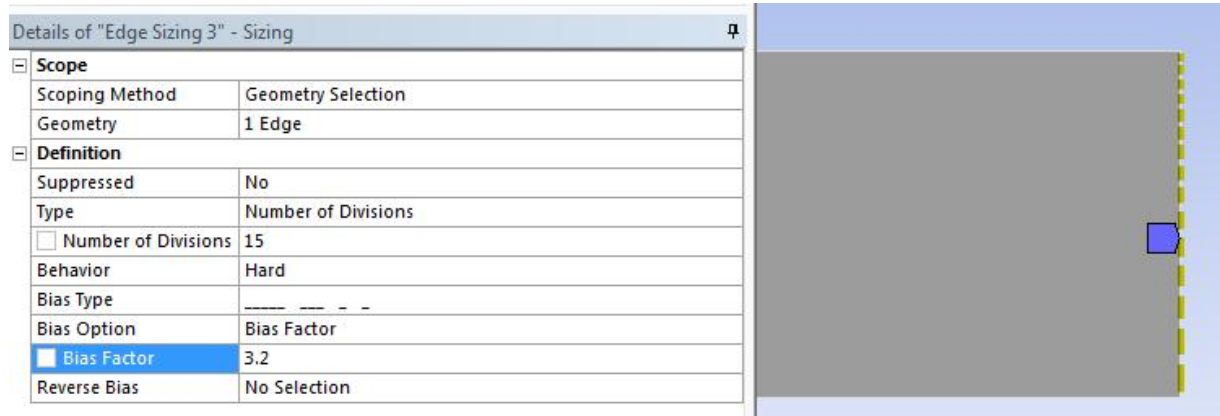 Details of "Edge Sizing 3" - Sizing
Scope
Scoping Method Geometry Selection
Geometry 1 Edge
Definition
Suppressed No
Type Number of Divisions
Number of Divisions 15
Behavior Hard
Bias Type _____ ___ _ _
Bias Option Bias Factor
Bias Factor 3.2
Reverse Bias No Selection